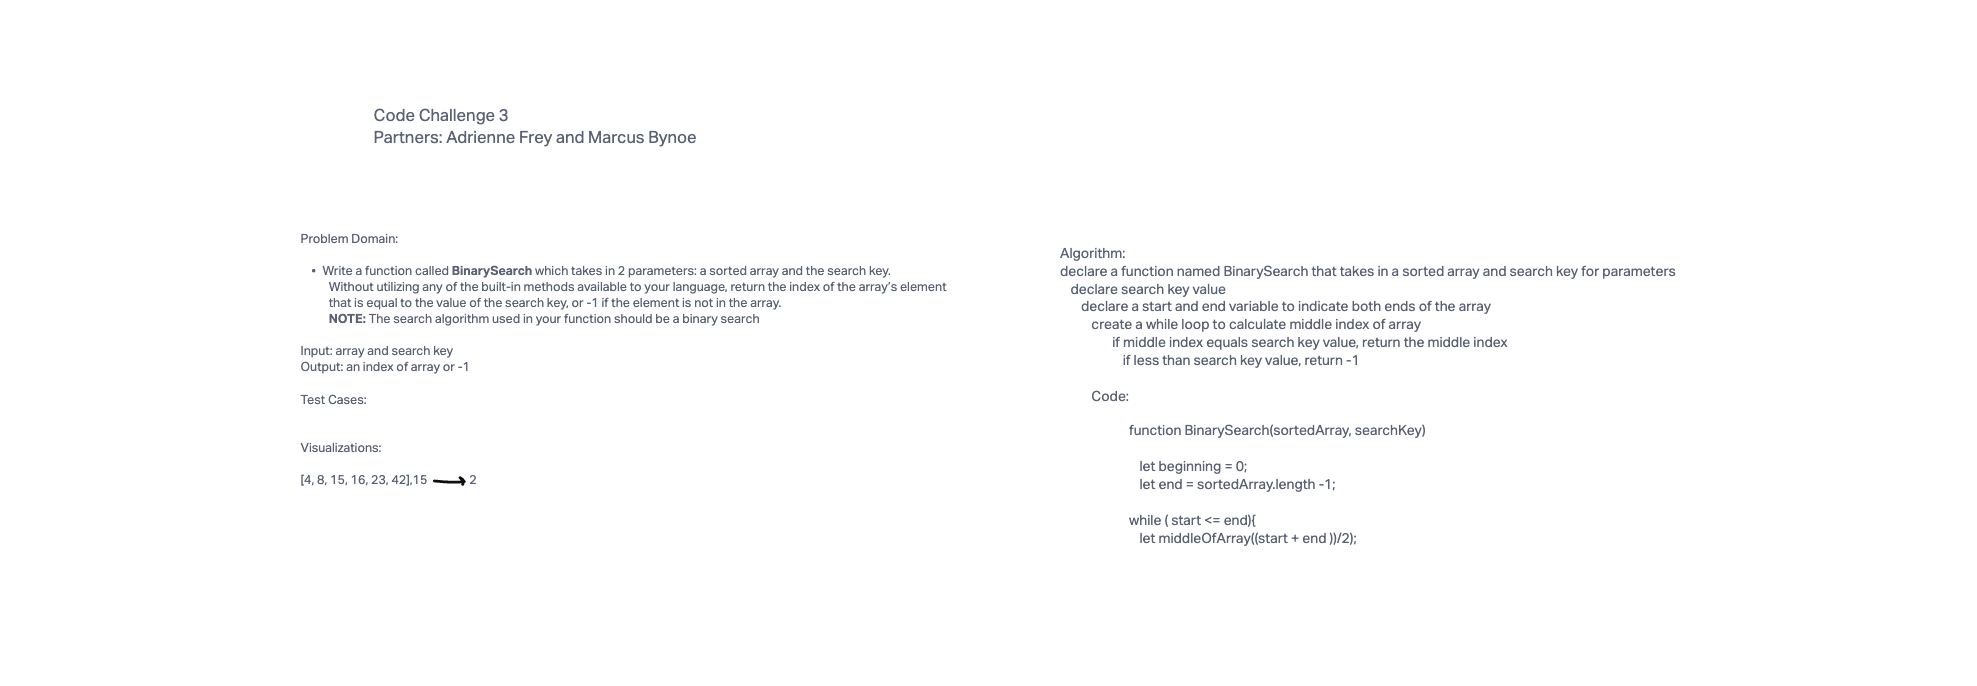 Code Challenge 3
Partners: Adrienne Frey and Marcus Bynoe
Problem Domain:
▪ Write a function called BinarySearch which takes in 2 parameters: a sorted array and the search key.
Without utilizing any of the built-in methods available to your language, return the index of the array’s element
that is equal to the value of the search key, or -1 if the element is not in the array.
NOTE: The search algorithm used in your function should be a binary search
Input: array and search key
Output: an index of array or -1
Test Cases:
Visualizations:
[4, 8, 15, 16, 23, 42],15 → 2
Algorithm:
declare a function named BinarySearch that takes in a sorted array and search key for parameters
declare search key value
declare a start and end variable to indicate both ends of the array
create a while loop to calculate middle index of array
if middle index equals search key value, return the middle index
if less than search key value, return -1
Code:
function BinarySearch(sortedArray, searchKey)
let beginning = 0;
let end = sortedArray.length -1;
while ( start <= end){
let middleOfArray((start + end ))/2);